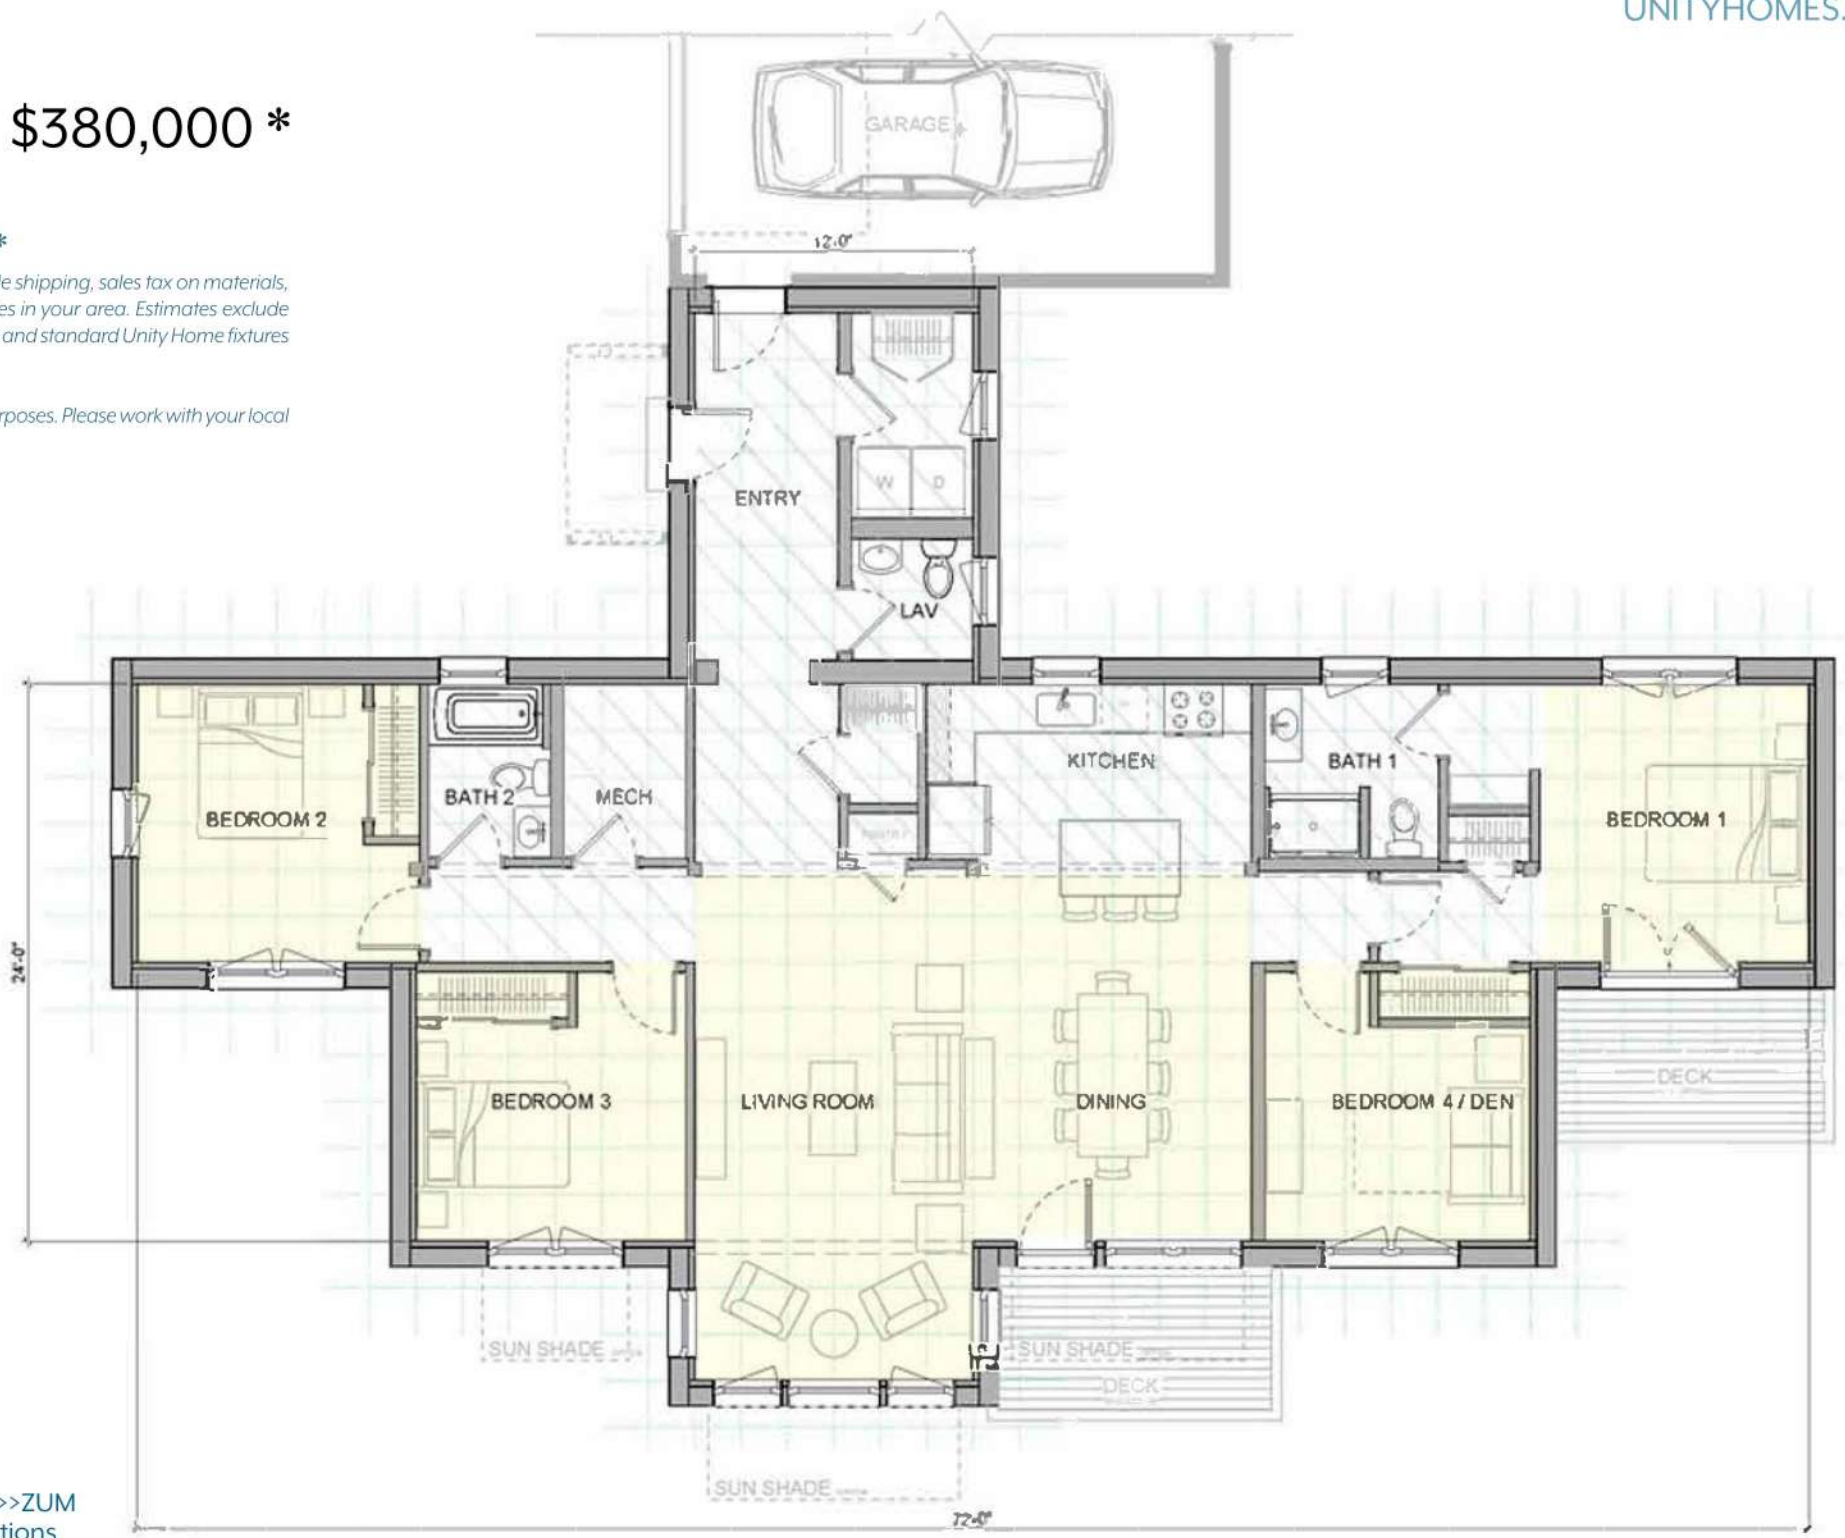 UNITYHOMES.
$380,000 *
*
le shipping, sales tax on materials,
es in your area. Estimates exclude
and standard Unity Home fixtures
rposes. Please work with your local
GARAGE
12'-0"
ENTRY
W D
LAV
BEDROOM 2
BATH 2
MECH
PANTRY
KITCHEN
BATH 1
BEDROOM 1
24'-0"
BEDROOM 3
LIVING ROOM
DINING
BEDROOM 4 / DEN
DECK
SUN SHADE
SUN SHADE
DECK
SUN SHADE
72'-0"
>>ZUM
tions